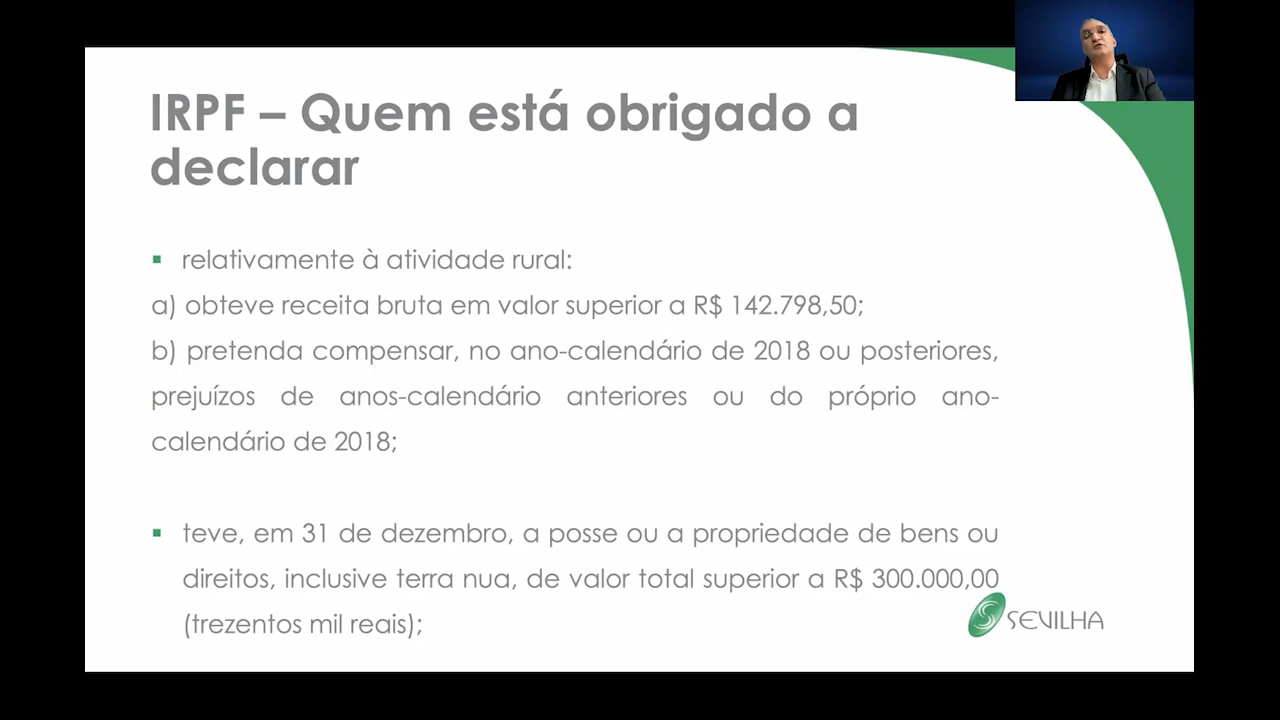 IRPF – Quem está obrigado a
declarar
▪ relativamente à atividade rural:
a) obteve receita bruta em valor superior a R$ 142.798,50;
b) pretenda compensar, no ano-calendário de 2018 ou posteriores,
prejuízos de anos-calendário anteriores ou do próprio ano-
calendário de 2018;
▪ teve, em 31 de dezembro, a posse ou a propriedade de bens ou
direitos, inclusive terra nua, de valor total superior a R$ 300.000,00
(trezentos mil reais);
SEVILHA